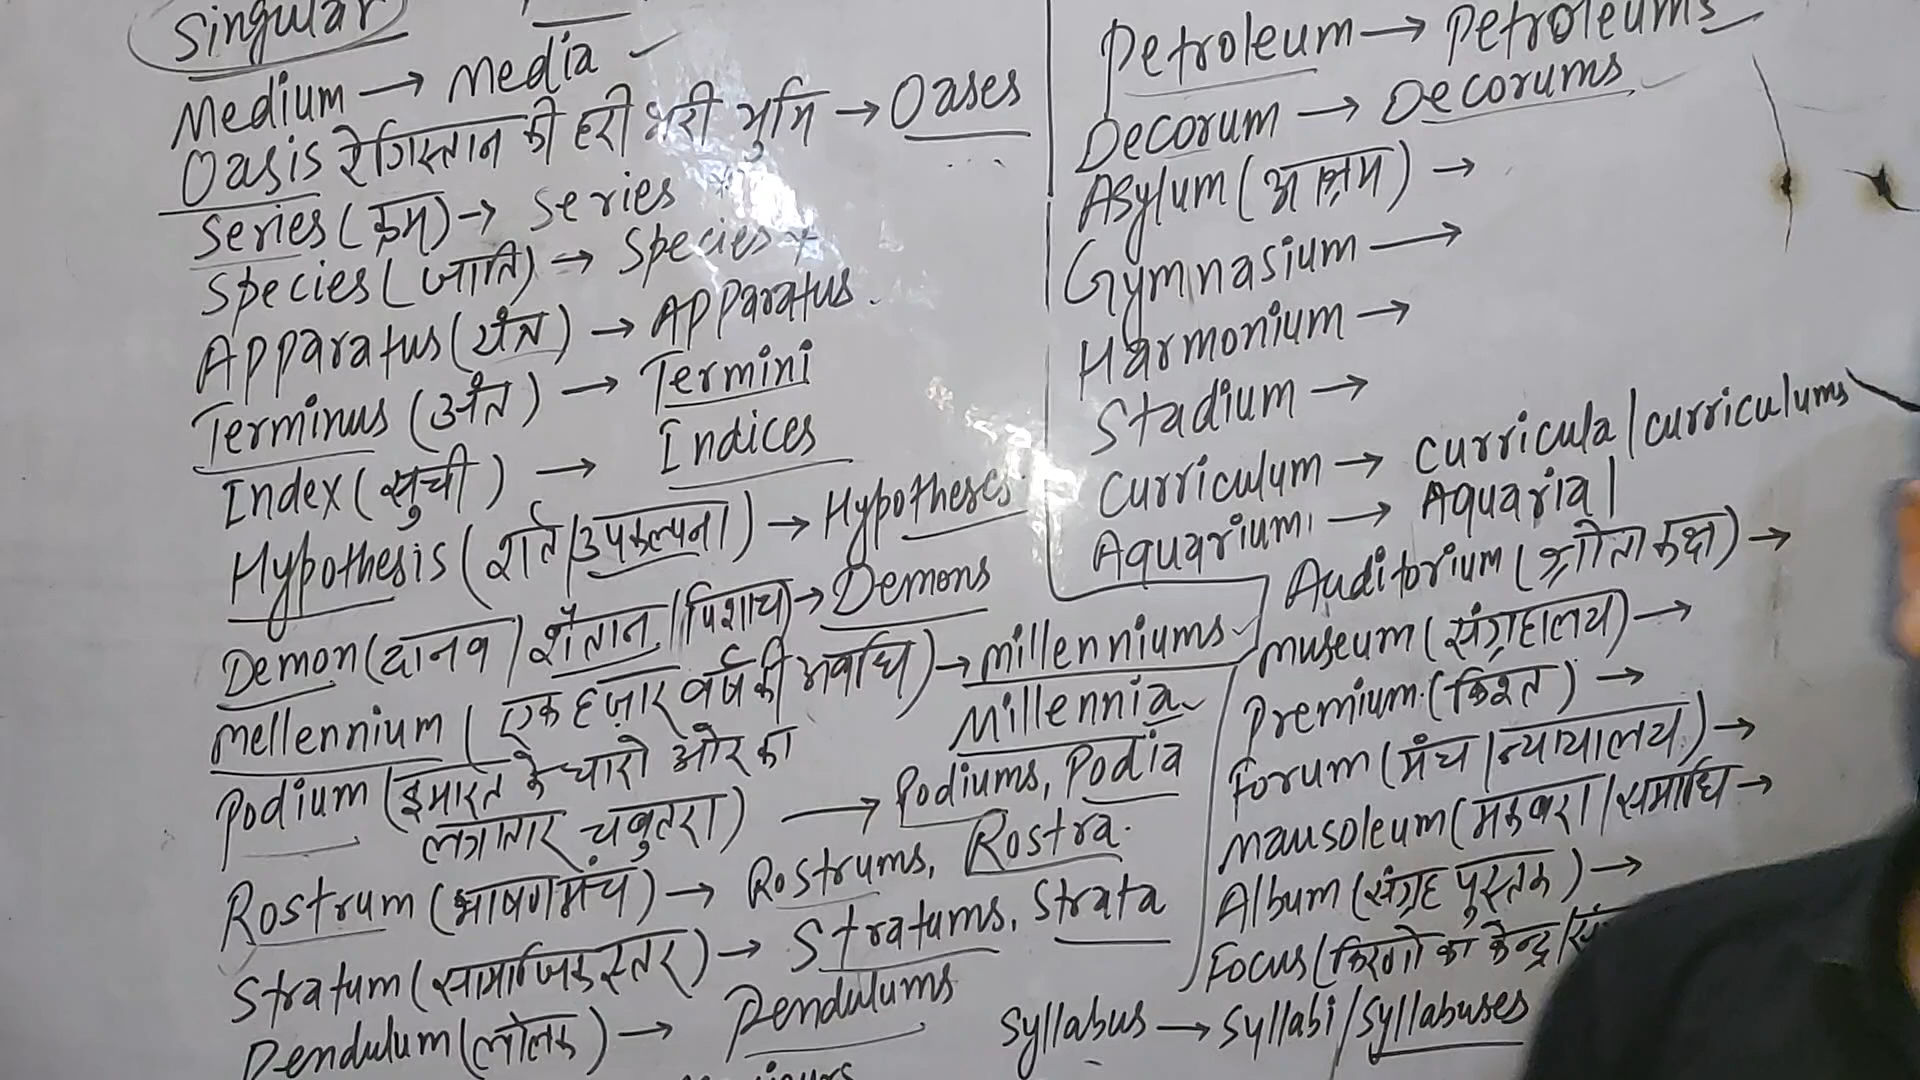 Singular
Medium → Media
Oasis रेगिस्तान की हरी भरी भुमि → Oases
Series (क्रम) → Series
Species (जाति) → Species
Apparatus (यंत्र) → Apparatus.
Terminus (अंत) → Termini
Index (सुची) → Indices
Hypothesis (शर्त / उपकल्पना) → Hypotheses
Demon (दानव / शैतान / पिशाच) → Demons
Mellennium (एक हज़ार वर्ष की अवधि) → Millenniums
Millennia
Podium (इमारत के चारो ओर का
लगातार चबुतरा) → Podiums, Podia
Rostrum (भाषण मंच) → Rostrums, Rostra.
Stratum (सामाजिक स्तर) → Stratums, Strata
Pendulum (लोलक) → Pendulums
Petroleum → Petroleums
Decorum → Decorums
Asylum (आश्रम) →
Gymnasium →
Harmonium →
Stadium →
Curriculum → curricula / curriculums
Aquarium → Aquaria /
Auditorium (श्रोता कक्ष) →
Museum (संग्रहालय) →
Premium (किश्त) →
Forum (मंच / न्यायालय) →
Mausoleum (मकबरा / समाधि →
Album (संग्रह पुस्तक) →
Focus (किरणो का केन्द्र /
Syllabus → Syllabi / Syllabuses